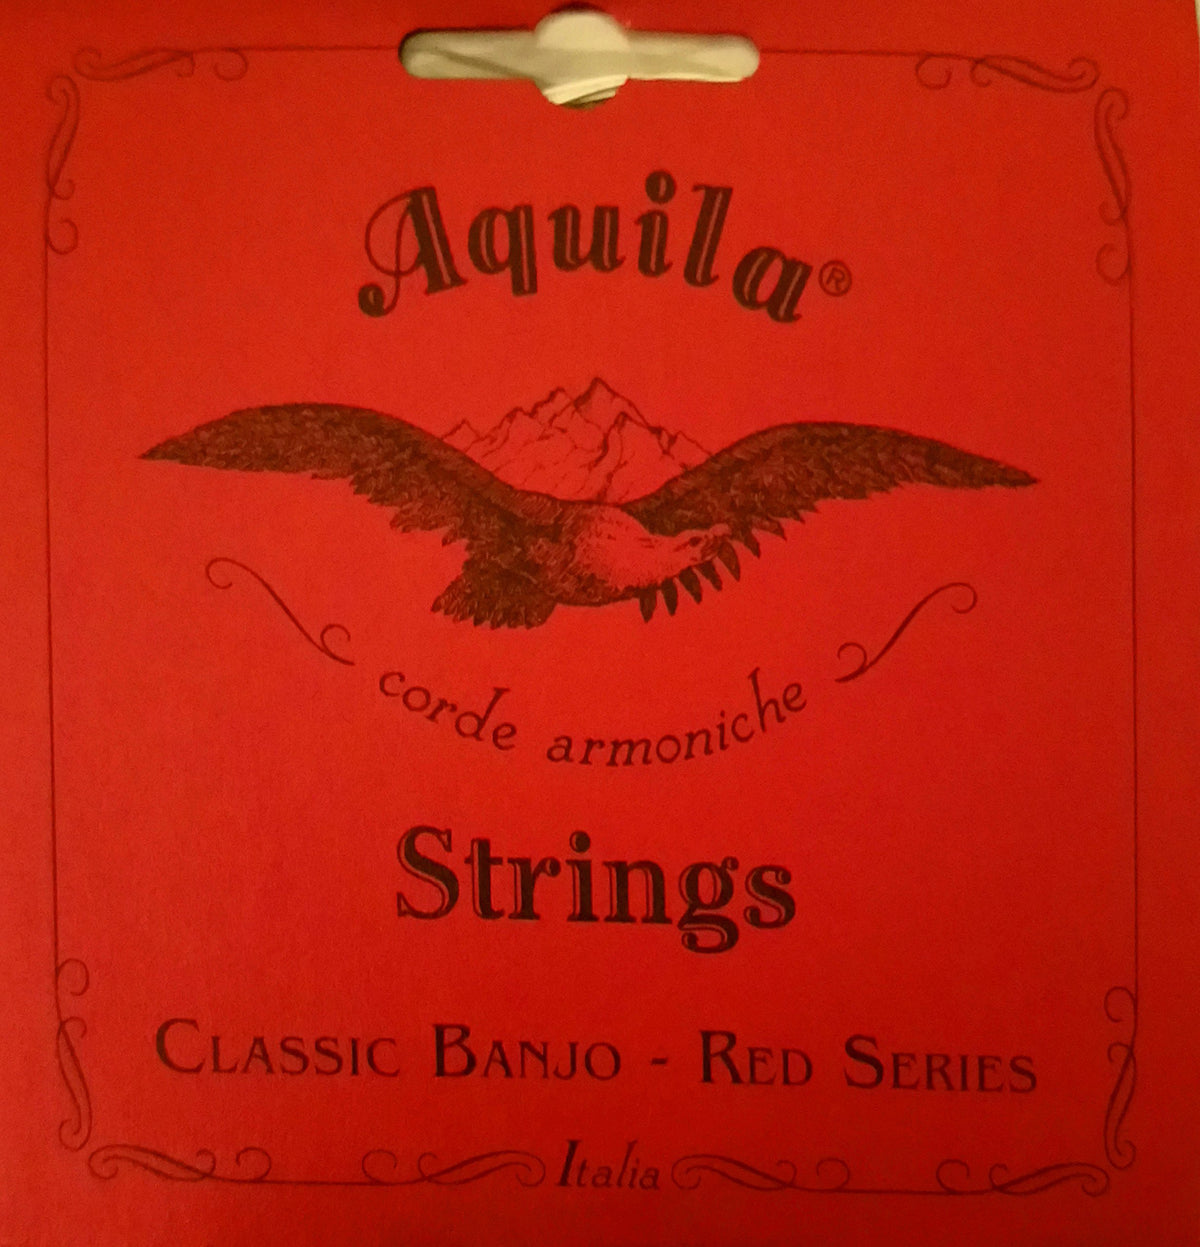 Aquila®
corde armoniche
Strings
CLASSIC BANJO - RED SERIES
Italia